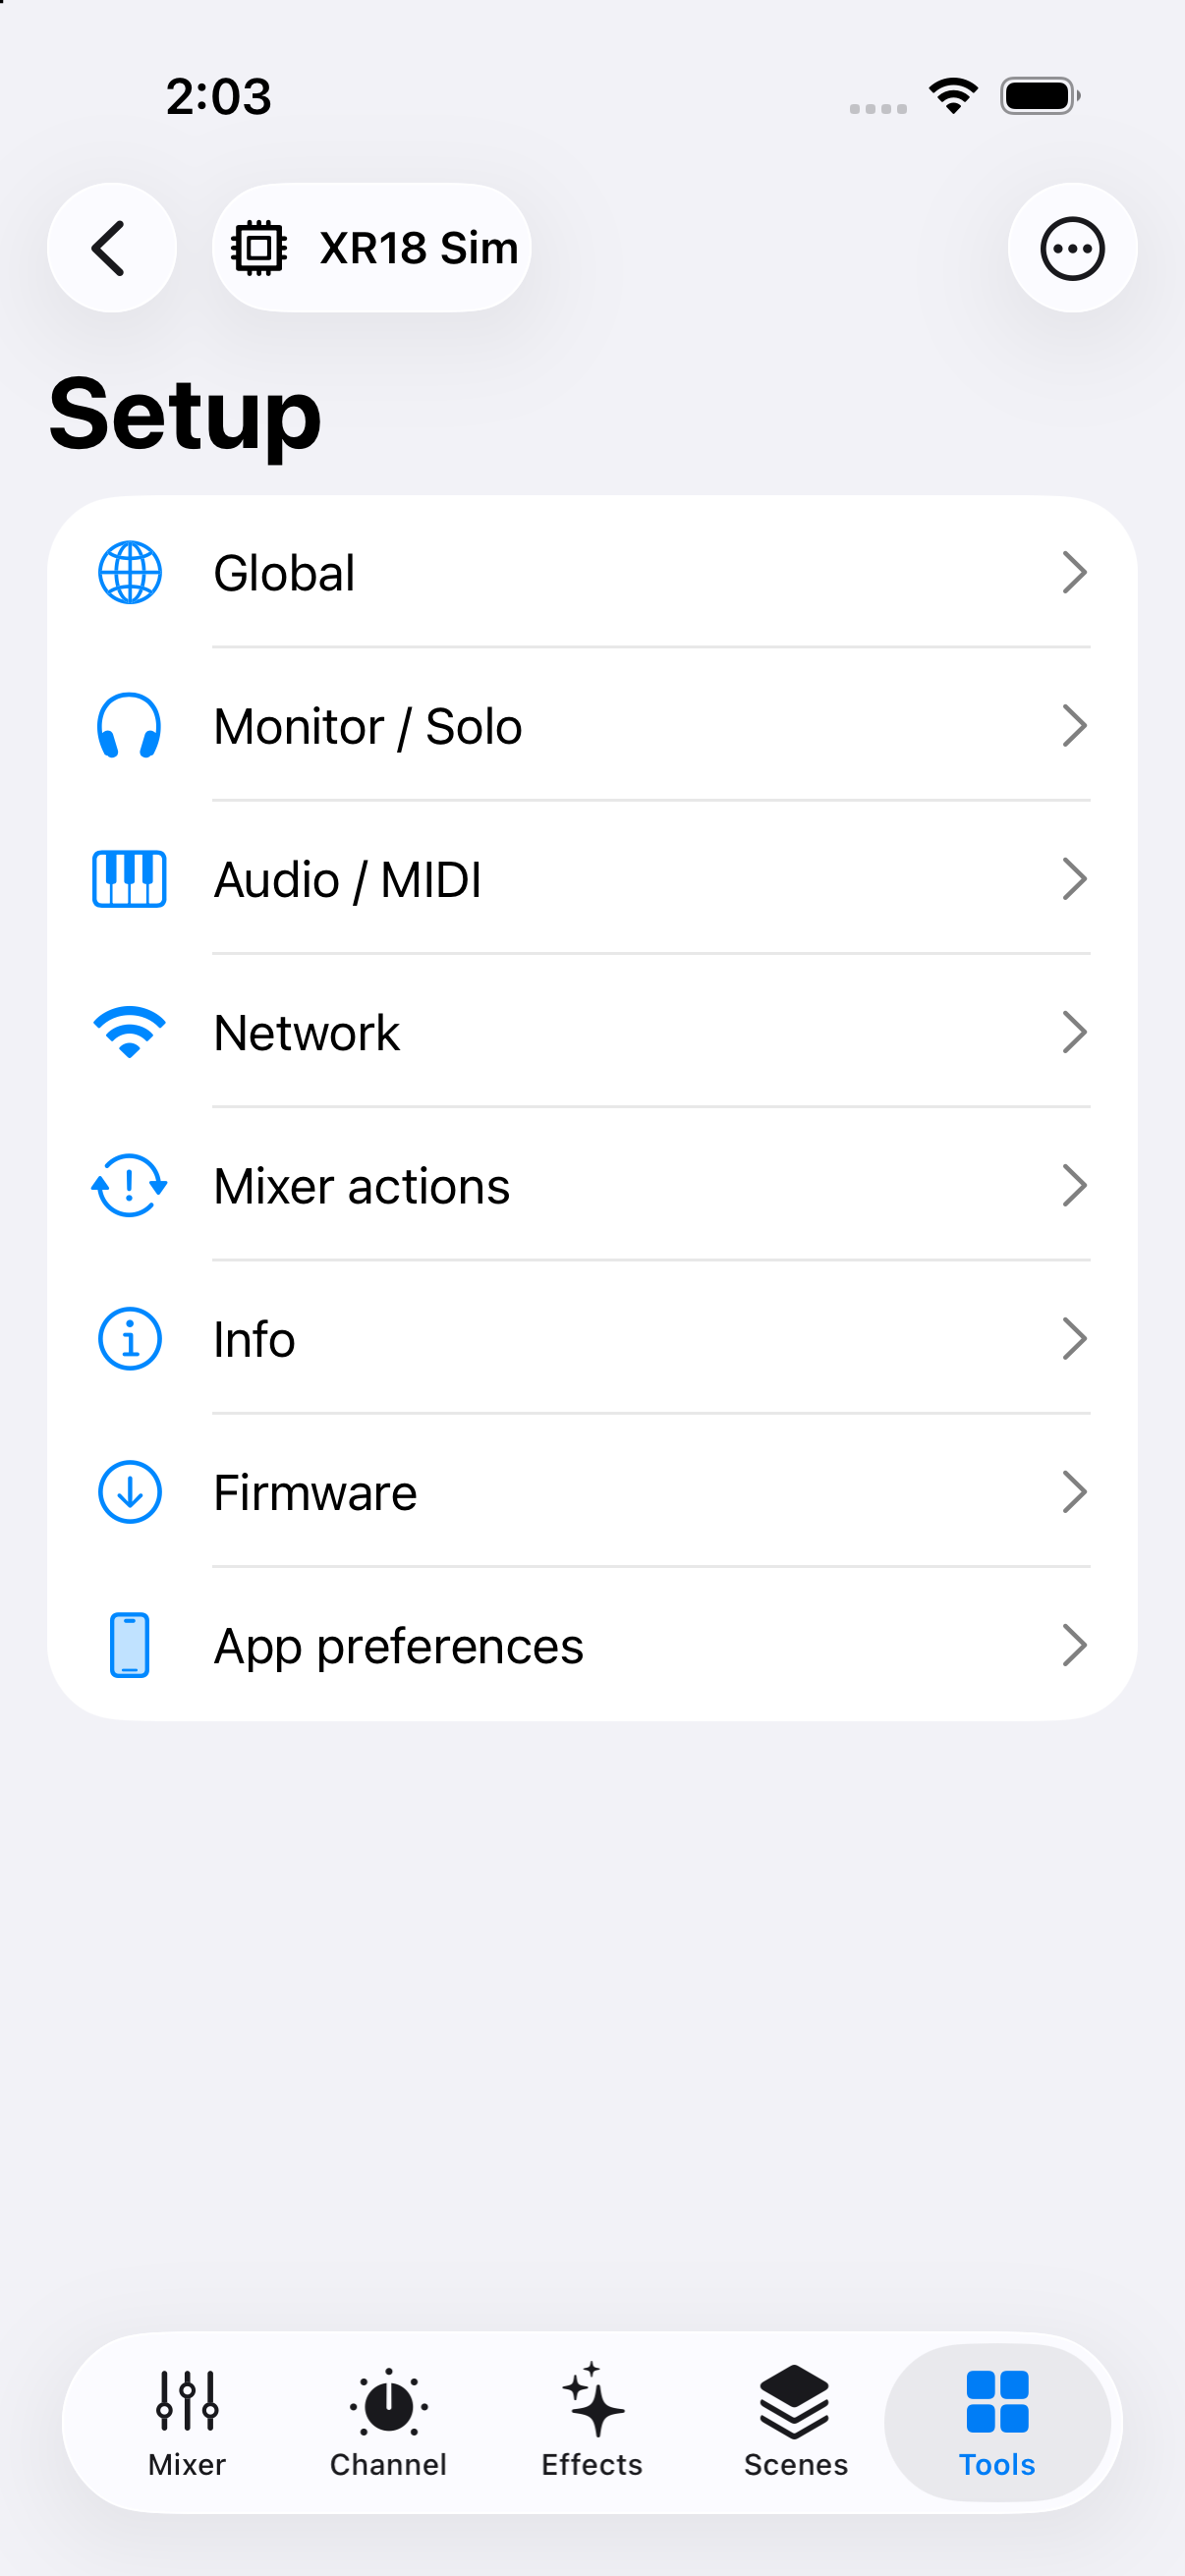 2:03
XR18 Sim
Setup
Global
Monitor / Solo
Audio / MIDI
Network
Mixer actions
Info
Firmware
App preferences
Mixer
Channel
Effects
Scenes
Tools